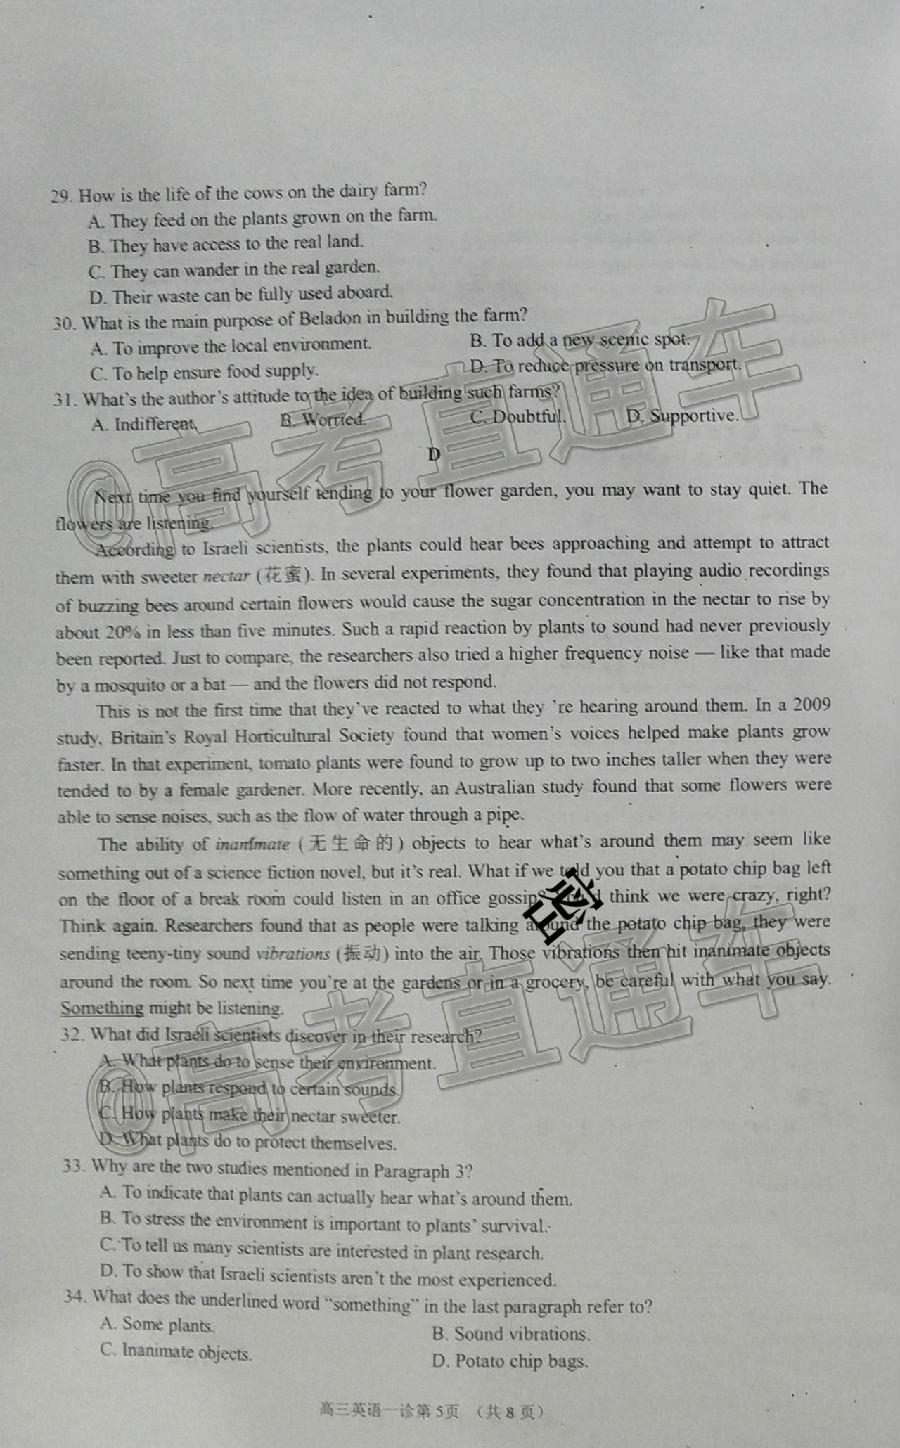 29. How is the life of the cows on the dairy farm?
A. They feed on the plants grown on the farm.
B. They have access to the real land.
C. They can wander in the real garden.
D. Their waste can be fully used aboard.
30. What is the main purpose of Beladon in building the farm?
A. To improve the local environment. B. To add a new scenic spot.
C. To help ensure food supply. D. To reduce pressure on transport.
31. What's the author's attitude to the idea of building such farms?
A. Indifferent. B. Worried. C. Doubtful. D. Supportive.
@高考直通车
D
Next time you find yourself tending to your flower garden, you may want to stay quiet. The
flowers are listening.
According to Israeli scientists, the plants could hear bees approaching and attempt to attract
them with sweeter nectar (花蜜). In several experiments, they found that playing audio recordings
of buzzing bees around certain flowers would cause the sugar concentration in the nectar to rise by
about 20% in less than five minutes. Such a rapid reaction by plants to sound had never previously
been reported. Just to compare, the researchers also tried a higher frequency noise — like that made
by a mosquito or a bat — and the flowers did not respond.
This is not the first time that they've reacted to what they 're hearing around them. In a 2009
study, Britain's Royal Horticultural Society found that women's voices helped make plants grow
faster. In that experiment, tomato plants were found to grow up to two inches taller when they were
tended to by a female gardener. More recently, an Australian study found that some flowers were
able to sense noises, such as the flow of water through a pipe.
The ability of inanimate (无生命的) objects to hear what's around them may seem like
something out of a science fiction novel, but it's real. What if we told you that a potato chip bag left
on the floor of a break room could listen in an office gossip? think we were crazy, right?
密
Think again. Researchers found that as people were talking around the potato chip bag, they were
sending teeny-tiny sound vibrations (振动) into the air. Those vibrations then hit inanimate objects
around the room. So next time you're at the gardens or in a grocery, be careful with what you say.
Something might be listening.
@高考直通车
32. What did Israeli scientists discover in their research?
A. What plants do to sense their environment.
B. How plants respond to certain sounds.
C. How plants make their nectar sweeter.
D. What plants do to protect themselves.
33. Why are the two studies mentioned in Paragraph 3?
A. To indicate that plants can actually hear what's around them.
B. To stress the environment is important to plants' survival.
C. To tell us many scientists are interested in plant research.
D. To show that Israeli scientists aren't the most experienced.
34. What does the underlined word "something" in the last paragraph refer to?
A. Some plants. B. Sound vibrations.
C. Inanimate objects. D. Potato chip bags.
高三英语一诊第5页 （共8页）